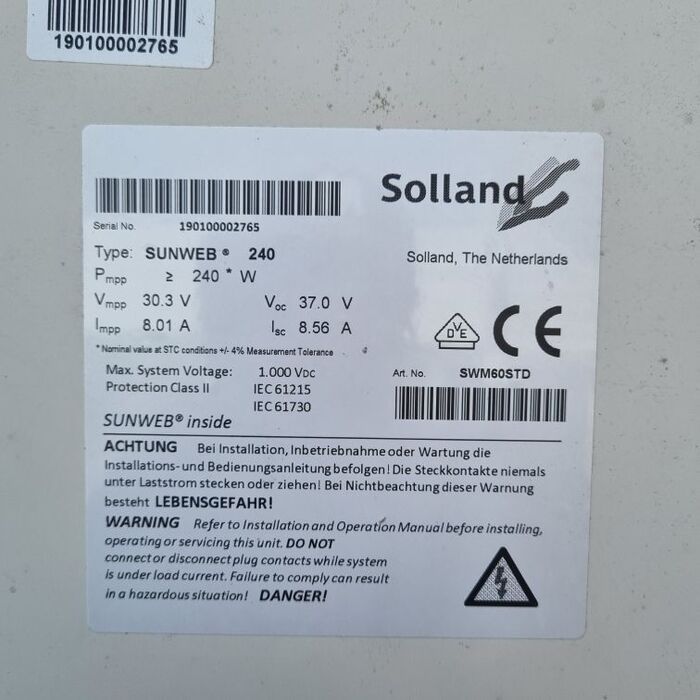 190100002765
Solland
Serial No. 190100002765
Type: SUNWEB® 240
Solland, The Netherlands
Pmpp ≥ 240 * W
Vmpp 30.3 V Voc 37.0 V
Impp 8.01 A Isc 8.56 A
DVE CE
* Nominal value at STC conditions +/- 4% Measurement Tolerance
Max. System Voltage: 1.000 VDC
Art. No. SWM60STD
Protection Class II IEC 61215
IEC 61730
SUNWEB® inside
ACHTUNG Bei Installation, Inbetriebnahme oder Wartung die
Installations- und Bedienungsanleitung befolgen! Die Steckkontakte niemals
unter Laststrom stecken oder ziehen! Bei Nichtbeachtung dieser Warnung
besteht LEBENSGEFAHR!
WARNING Refer to Installation and Operation Manual before installing,
operating or servicing this unit. DO NOT
connect or disconnect plug contacts while system
is under load current. Failure to comply can result
in a hazardous situation! DANGER!